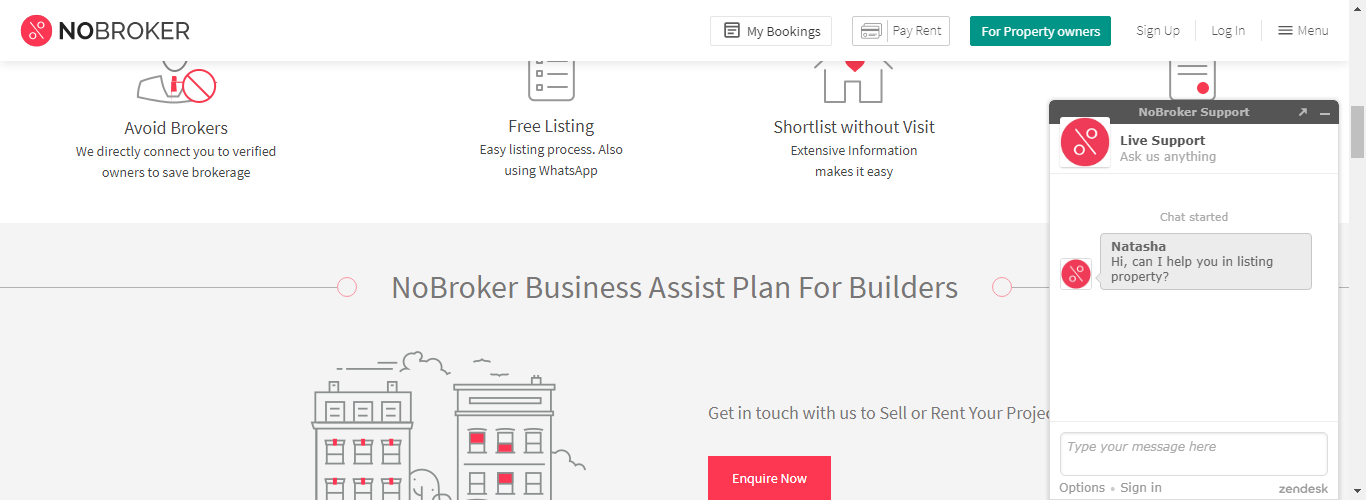 NOBROKER
My Bookings
Pay Rent
For Property owners
Sign Up
Log In
Menu
Avoid Brokers
We directly connect you to verified
owners to save brokerage
Free Listing
Easy listing process. Also
using WhatsApp
Shortlist without Visit
Extensive Information
makes it easy
NoBroker Business Assist Plan For Builders
Get in touch with us to Sell or Rent Your Projec
Enquire Now
NoBroker Support
Live Support
Ask us anything
Chat started
Natasha
Hi, can I help you in listing
property?
Type your message here
Options • Sign in
zendesk